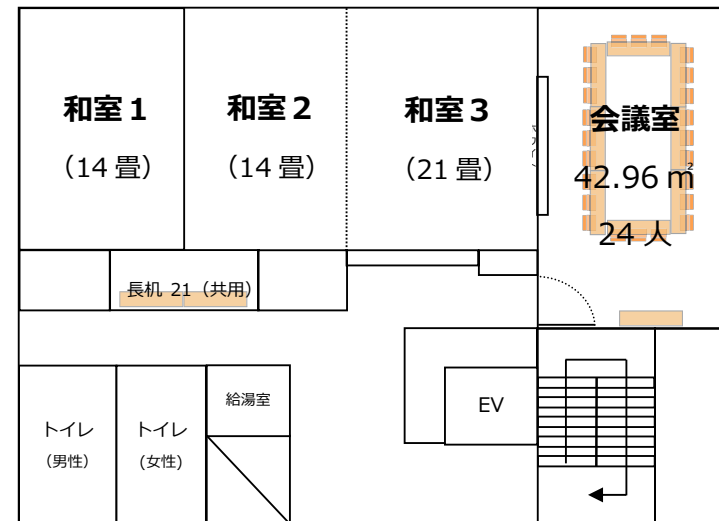 和室１
（14 畳）
和室２
（14 畳）
和室３
（21 畳）
会議室
42.96 ㎡
24 人
長机 21（共用）
給湯室
トイレ
（男性）
トイレ
（女性）
EV